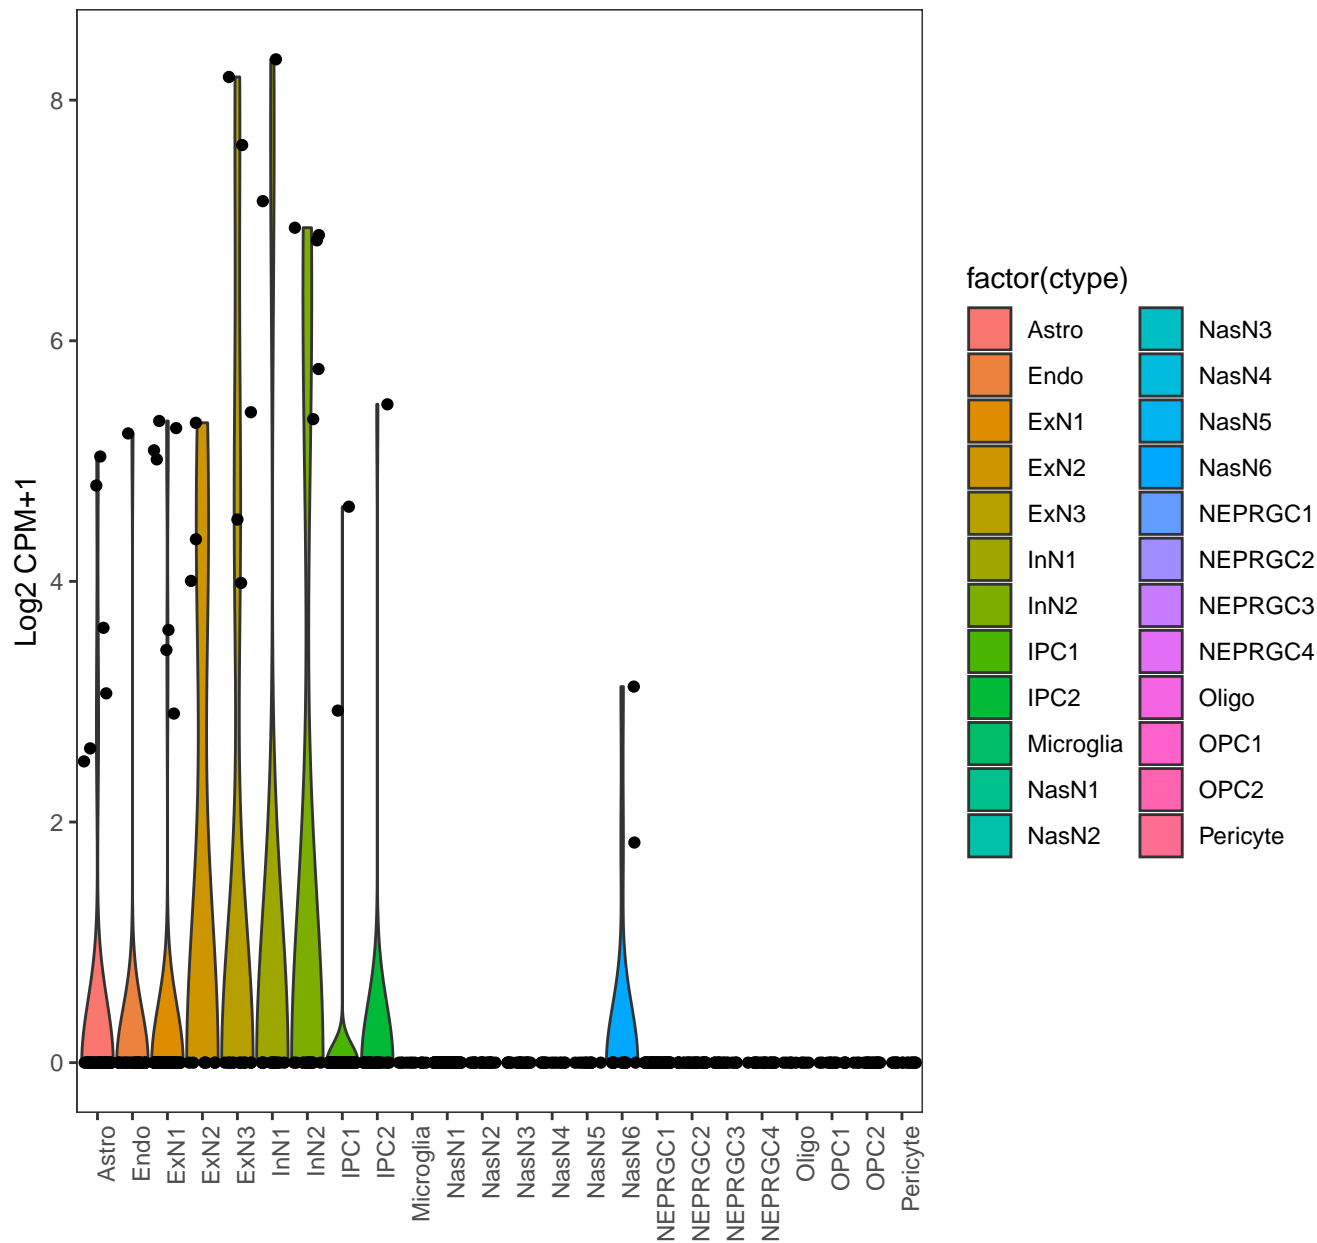 8
6
4
2
0
Log2 CPM+1
Astro
Endo
ExN1
ExN2
ExN3
InN1
InN2
IPC1
IPC2
Microglia
NasN1
NasN2
NasN3
NasN4
NasN5
NasN6
NEPRGC1
NEPRGC2
NEPRGC3
NEPRGC4
Oligo
OPC1
OPC2
Pericyte
factor(ctype)
Astro
Endo
ExN1
ExN2
ExN3
InN1
InN2
IPC1
IPC2
Microglia
NasN1
NasN2
NasN3
NasN4
NasN5
NasN6
NEPRGC1
NEPRGC2
NEPRGC3
NEPRGC4
Oligo
OPC1
OPC2
Pericyte